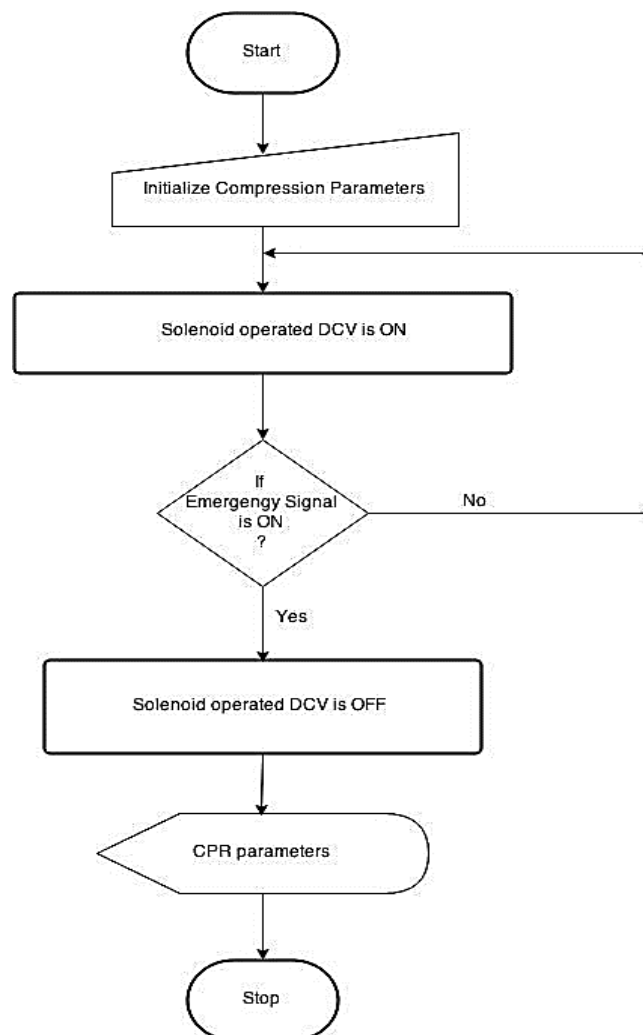 Start
Initialize Compression Parameters
Solenoid operated DCV is ON
If
Emergengy Signal
is ON
?
No
Yes
Solenoid operated DCV is OFF
CPR parameters
Stop